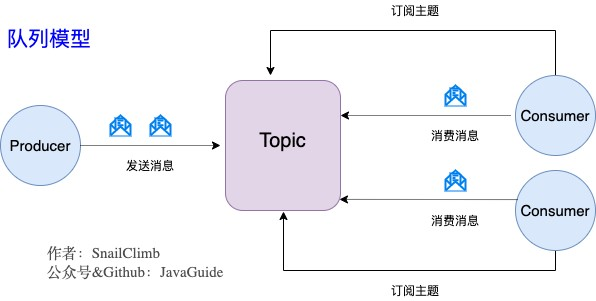 订阅主题
队列模型
Consumer
Producer
发送消息
Topic
消费消息
消费消息
Consumer
作者：SnailClimb
公众号&Github：JavaGuide
订阅主题